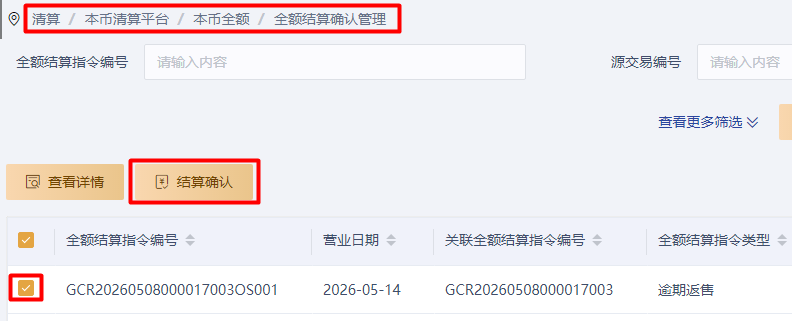 清算 / 本币清算平台 / 本币全额 / 全额结算确认管理
全额结算指令编号 请输入内容 源交易编号 请输入内容
查看更多筛选
查看详情 结算确认
全额结算指令编号 营业日期 关联全额结算指令编号 全额结算指令类型
GCR20260508000017003OS001 2026-05-14 GCR20260508000017003 逾期返售